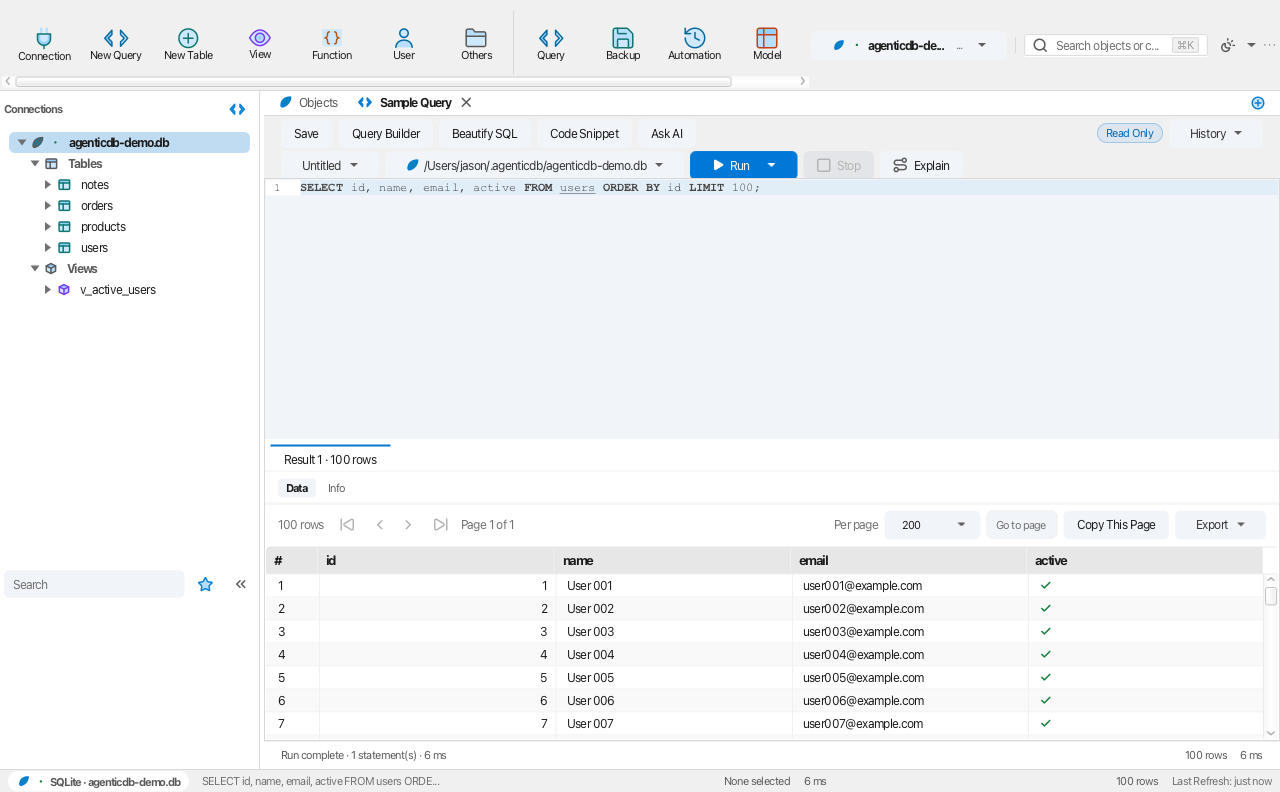 Connection New Query New Table View Function User Others Query Backup Automation Model agenticdb-de... ... Search objects or c... ⌘K ...
Connections
Objects Sample Query
Save Query Builder Beautify SQL Code Snippet Ask AI Read Only History
Untitled /Users/jason/.agenticdb/agenticdb-demo.db Run Stop Explain
agenticdb-demo.db
Tables
notes
orders
products
users
Views
v_active_users
Search
1 SELECT id, name, email, active FROM users ORDER BY id LIMIT 100;
Result 1 · 100 rows
Data Info
100 rows Page 1 of 1 Per page 200 Go to page Copy This Page Export
# id name email active
1 1 User 001 user001@example.com
2 2 User 002 user002@example.com
3 3 User 003 user003@example.com
4 4 User 004 user004@example.com
5 5 User 005 user005@example.com
6 6 User 006 user006@example.com
7 7 User 007 user007@example.com
Run complete · 1 statement(s) · 6 ms 100 rows 6 ms
SQLite · agenticdb-demo.db SELECT id, name, email, active FROM users ORDE... None selected 6 ms 100 rows Last Refresh: just now